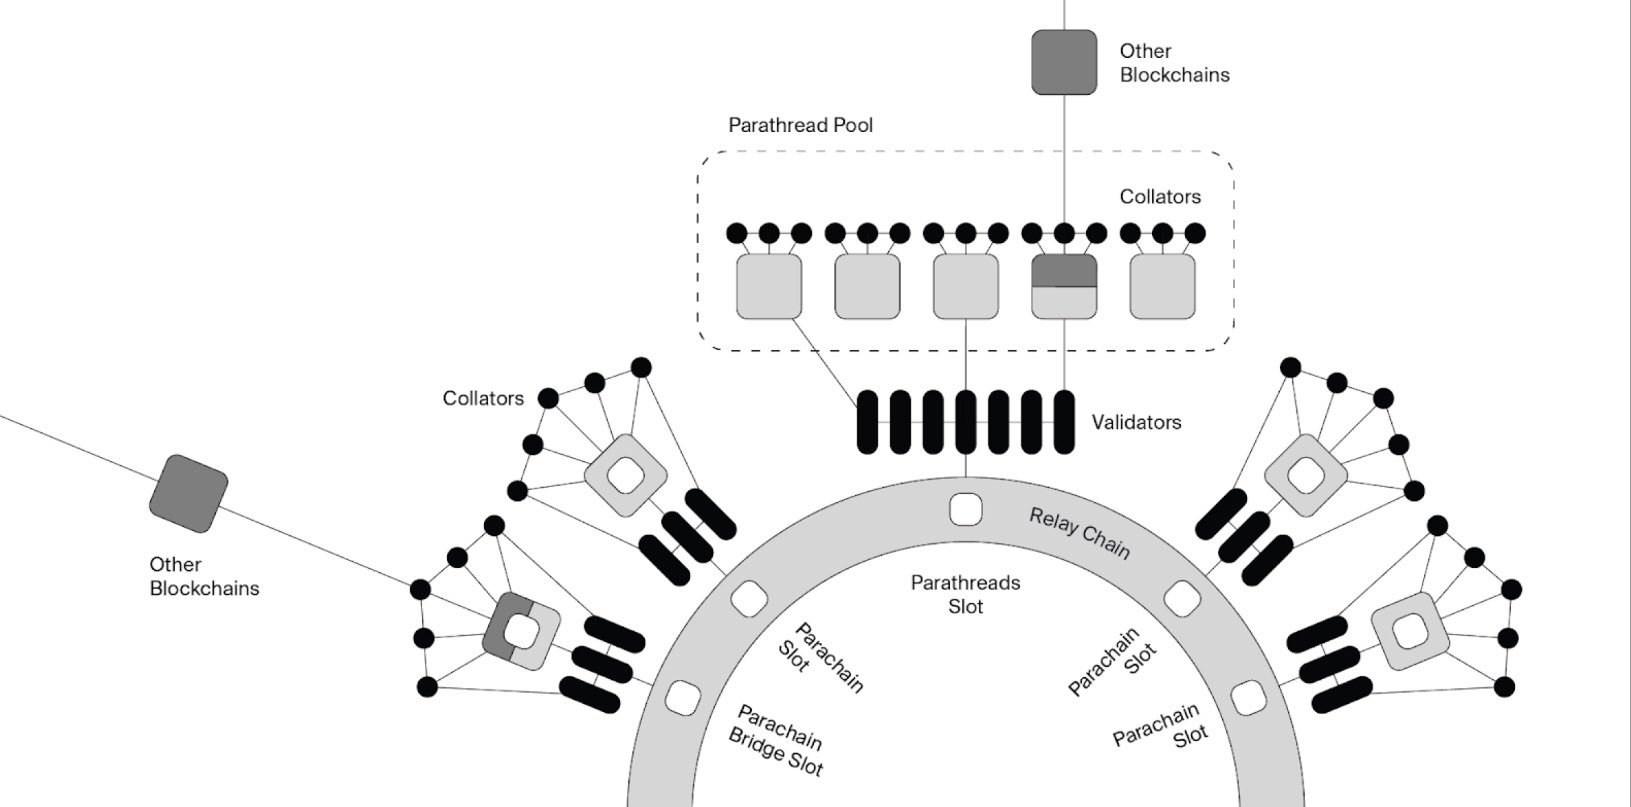 Other
Blockchains
Parathread Pool
Collators
Collators
Validators
Other
Blockchains
Relay Chain
Parathreads
Slot
Parachain
Slot
Parachain
Slot
Parachain
Bridge Slot
Parachain
Slot